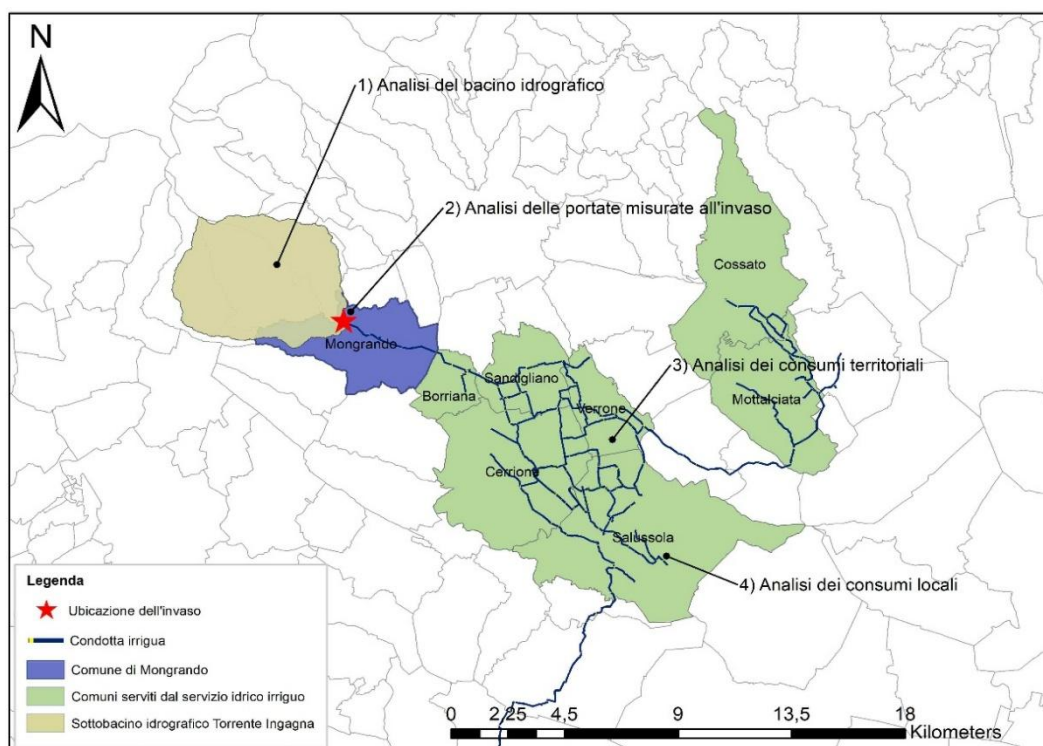 N
1) Analisi del bacino idrografico
2) Analisi delle portate misurate all'invaso
Cossato
Mongrando
Sandigliano
3) Analisi dei consumi territoriali
Borriana
Verrone
Mottalciata
Cerrione
Salussola
4) Analisi dei consumi locali
Legenda
Ubicazione dell'invaso
Condotta irrigua
Comune di Mongrando
Comuni serviti dal servizio idrico irriguo
Sottobacino idrografico Torrente Ingagna
0 2,25 4,5 9 13,5 18
Kilometers